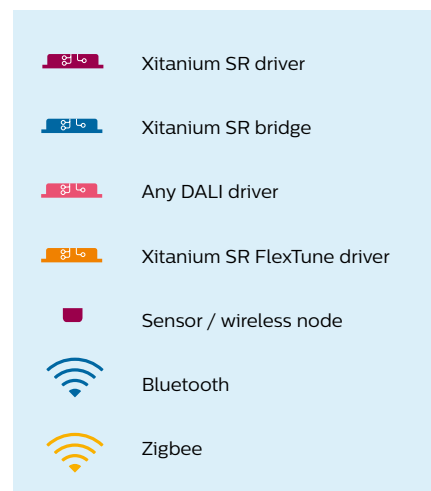 Xitanium SR driver
Xitanium SR bridge
Any DALI driver
Xitanium SR FlexTune driver
Sensor / wireless node
Bluetooth
Zigbee